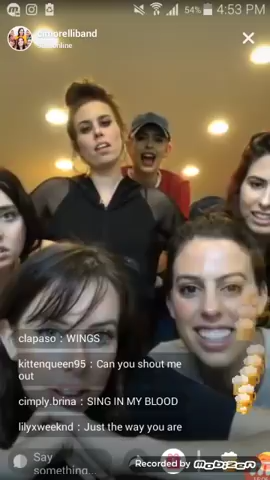 54% 4:53 PM
cimorelliband
clapaso : WINGS
kittenqueen95 : Can you shout me
out
cimply.brina : SING IN MY BLOOD
lilyxweeknd : Just the way you are
Say
something...
Recorded by mobizen